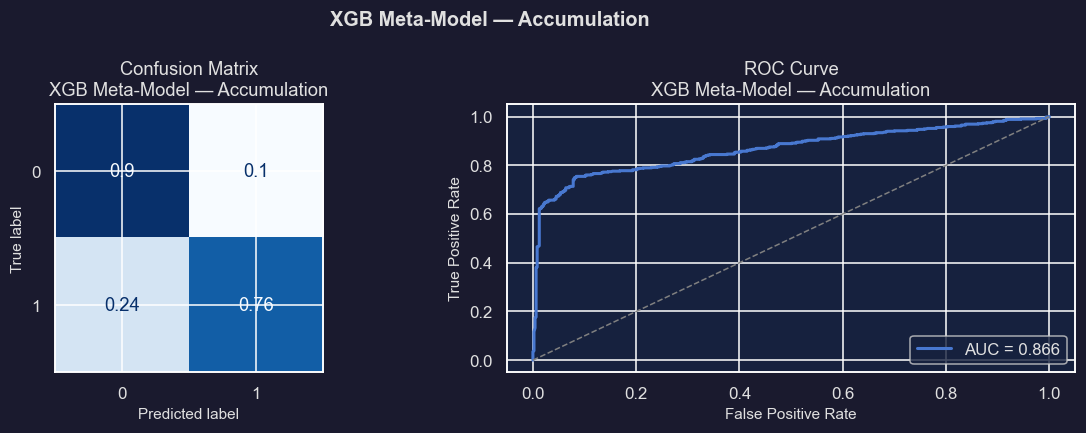 XGB Meta-Model — Accumulation
Confusion Matrix
XGB Meta-Model — Accumulation
0.9
0.1
0.24
0.76
0
1
True label
0
1
Predicted label
ROC Curve
XGB Meta-Model — Accumulation
1.0
0.8
0.6
0.4
0.2
0.0
True Positive Rate
AUC = 0.866
0.0
0.2
0.4
0.6
0.8
1.0
False Positive Rate